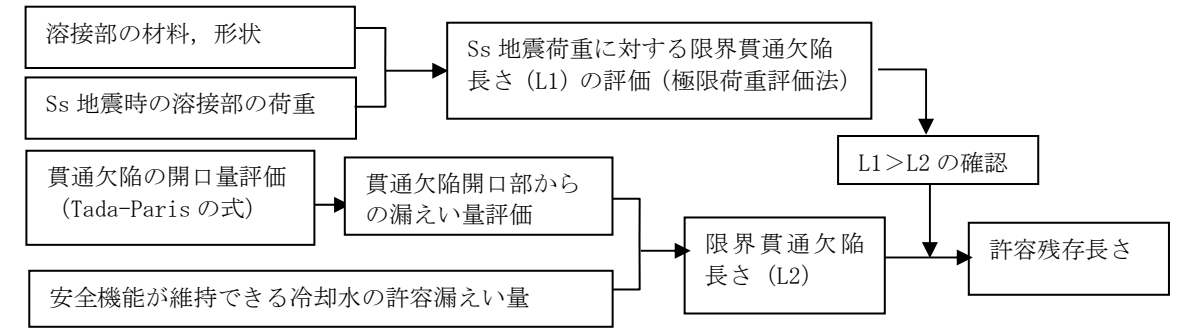 溶接部の材料，形状
Ss 地震時の溶接部の荷重
Ss 地震荷重に対する限界貫通欠陥
長さ（L1）の評価（極限荷重評価法）
L1＞L2 の確認
貫通欠陥の開口量評価
（Tada-Paris の式）
貫通欠陥開口部から
の漏えい量評価
安全機能が維持できる冷却水の許容漏えい量
限界貫通欠陥
長さ（L2）
許容残存長さ